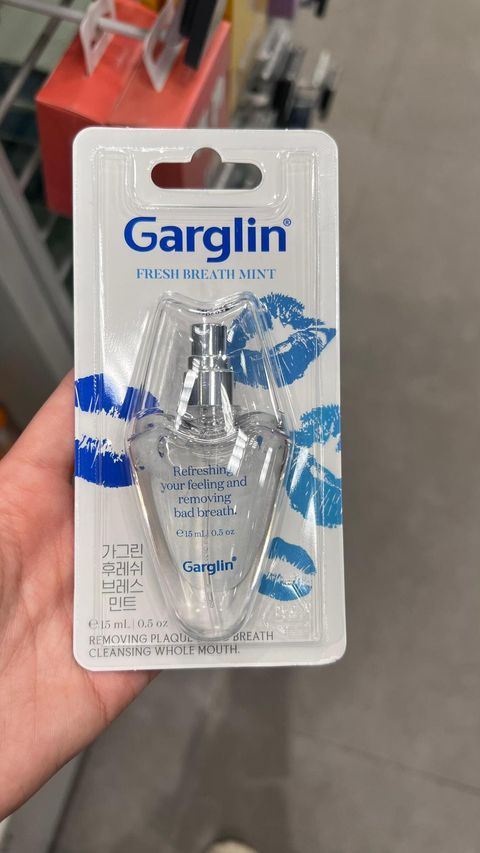 Garglin®
FRESH BREATH MINT
Refreshing
your feeling and
removing
bad breath.
℮15 mL | 0.5 oz
Garglin®
가그린
후레쉬
브레스
민트
℮15 mL | 0.5 oz
REMOVING PLAQUE BREATH
CLEANSING WHOLE MOUTH.